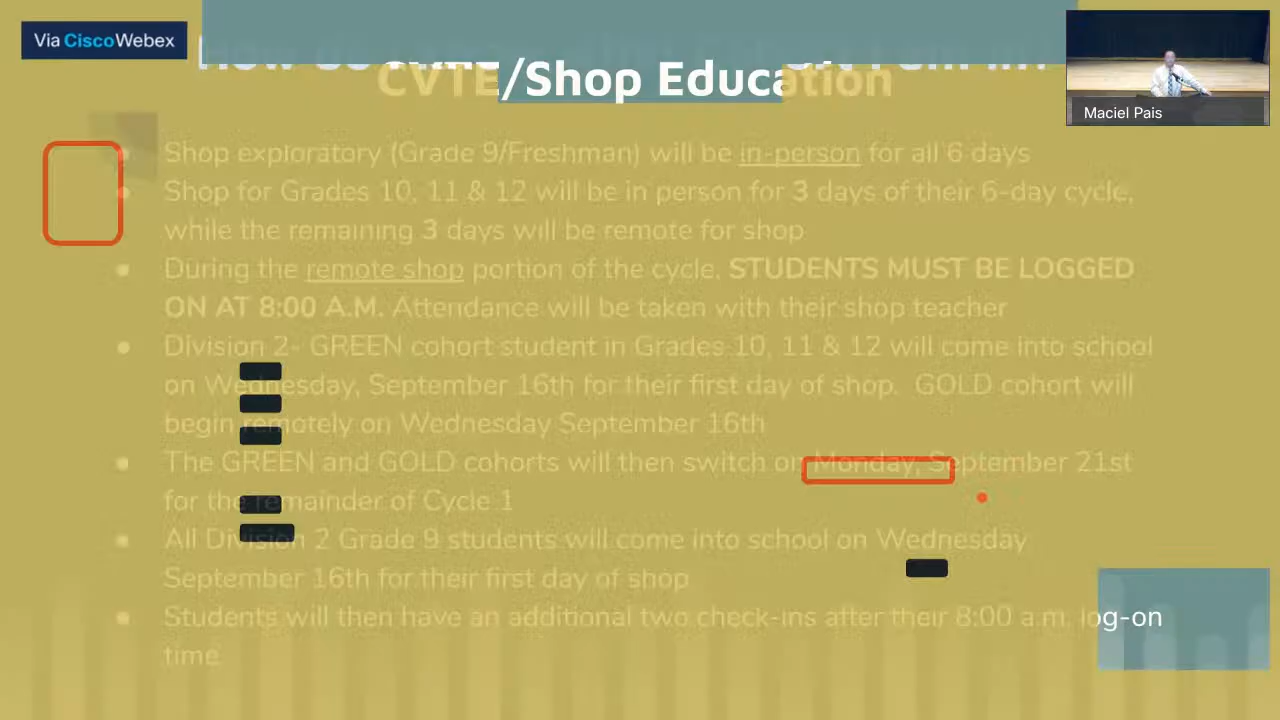 Via Cisco Webex
CVTE/Shop Education
Maciel Pais
Shop exploratory (Grade 9/Freshman) will be in-person for all 6 days
Shop for Grades 10, 11 & 12 will be in person for 3 days of their 6-day cycle,
while the remaining 3 days will be remote for shop
During the remote shop portion of the cycle, STUDENTS MUST BE LOGGED
ON AT 8:00 A.M. Attendance will be taken with their shop teacher
Division 2- GREEN cohort student in Grades 10, 11 & 12 will come into school
on Wednesday, September 16th for their first day of shop. GOLD cohort will
begin remotely on Wednesday September 16th
The GREEN and GOLD cohorts will then switch on Monday, September 21st
for the remainder of Cycle 1
All Division 2 Grade 9 students will come into school on Wednesday
September 16th for their first day of shop
Students will then have an additional two check-ins after their 8:00 a.m. log-on
time